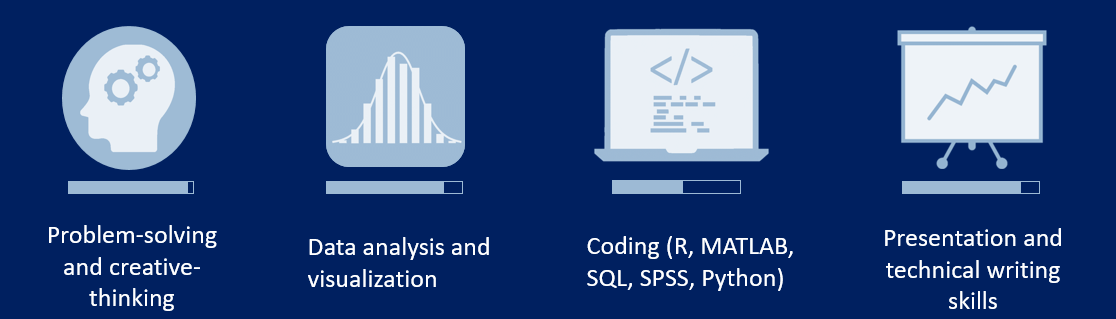 </>
Problem-solving
and creative-
thinking
Data analysis and
visualization
Coding (R, MATLAB,
SQL, SPSS, Python)
Presentation and
technical writing
skills